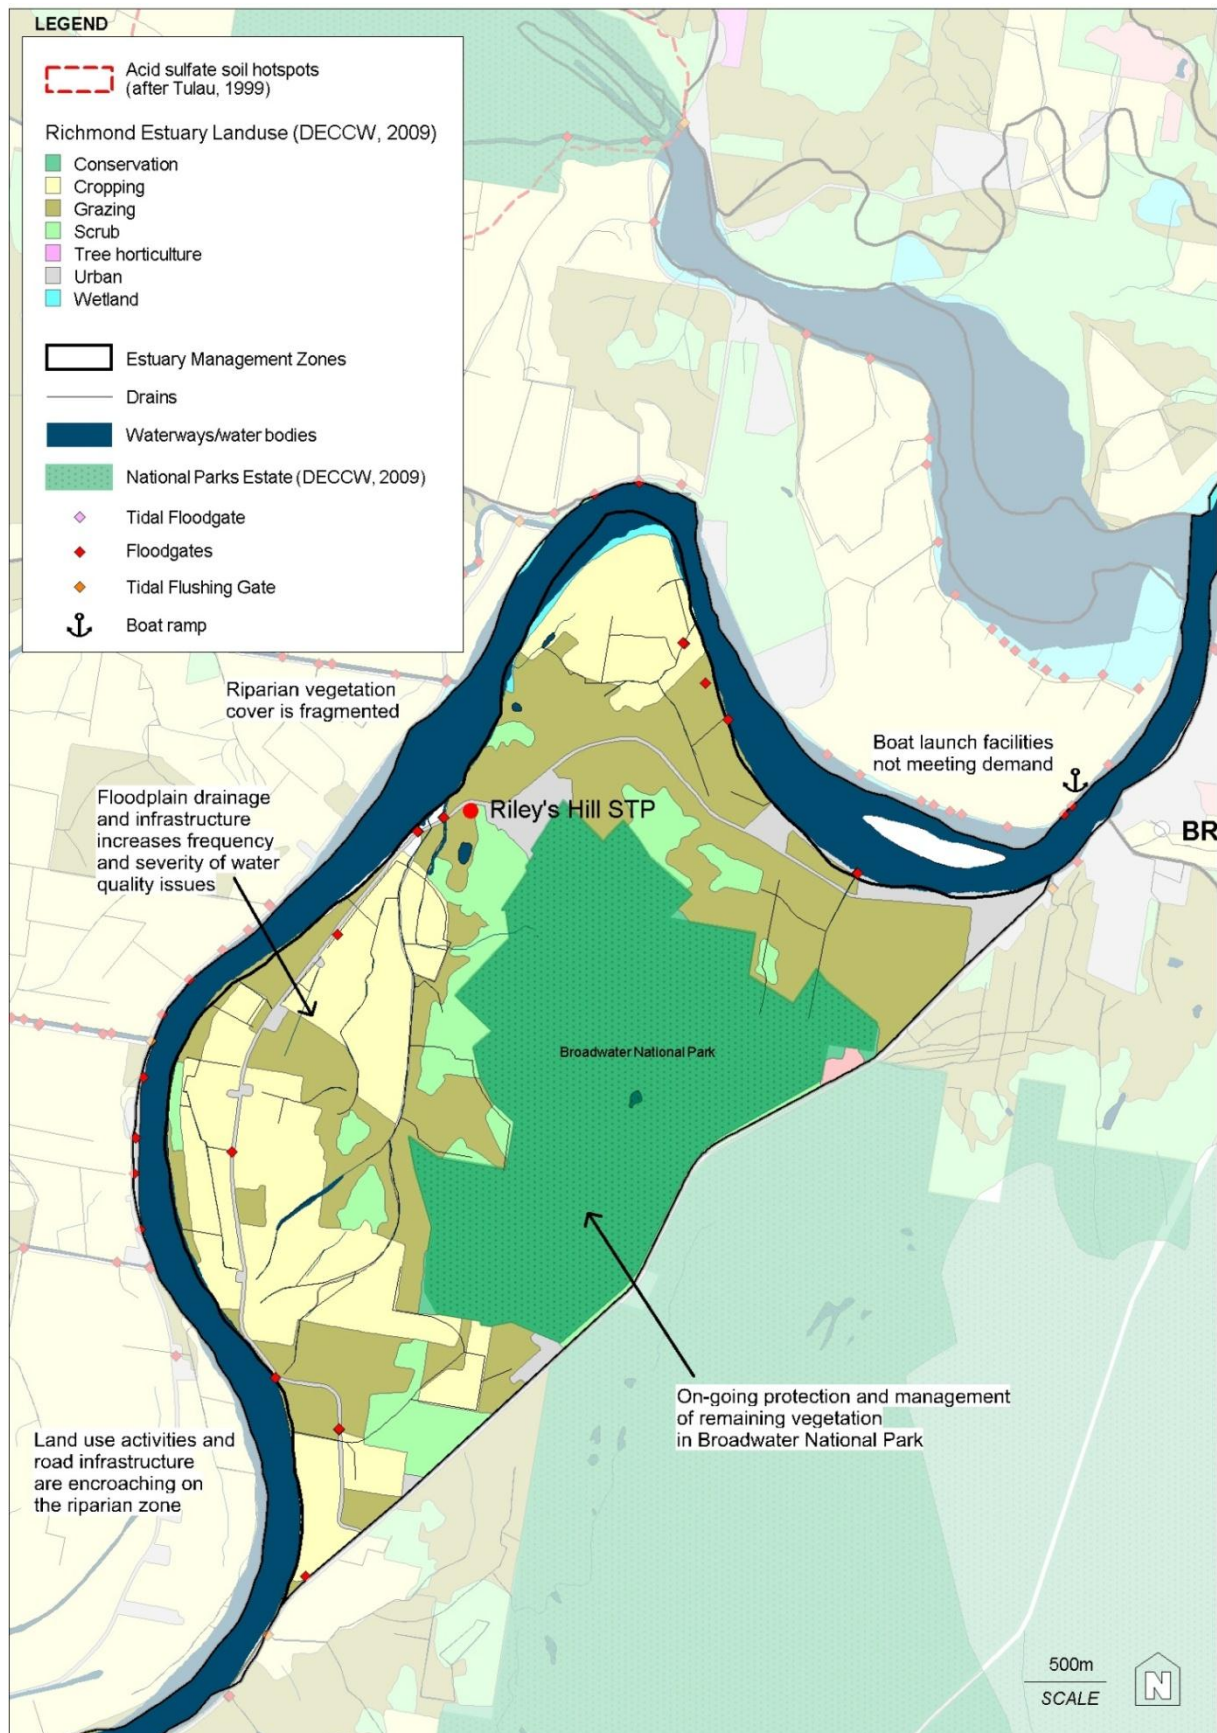 LEGEND
Acid sulfate soil hotspots
(after Tulau, 1999)
Richmond Estuary Landuse (DECCW, 2009)
Conservation
Cropping
Grazing
Scrub
Tree horticulture
Urban
Wetland
Estuary Management Zones
Drains
Waterways/water bodies
National Parks Estate (DECCW, 2009)
Tidal Floodgate
Floodgates
Tidal Flushing Gate
Boat ramp
Riparian vegetation
cover is fragmented
Boat launch facilities
not meeting demand
Floodplain drainage
and infrastructure
increases frequency
and severity of water
quality issues
Riley's Hill STP
BR
Broadwater National Park
On-going protection and management
of remaining vegetation
in Broadwater National Park
Land use activities and
road infrastructure
are encroaching on
the riparian zone
500m
SCALE
N